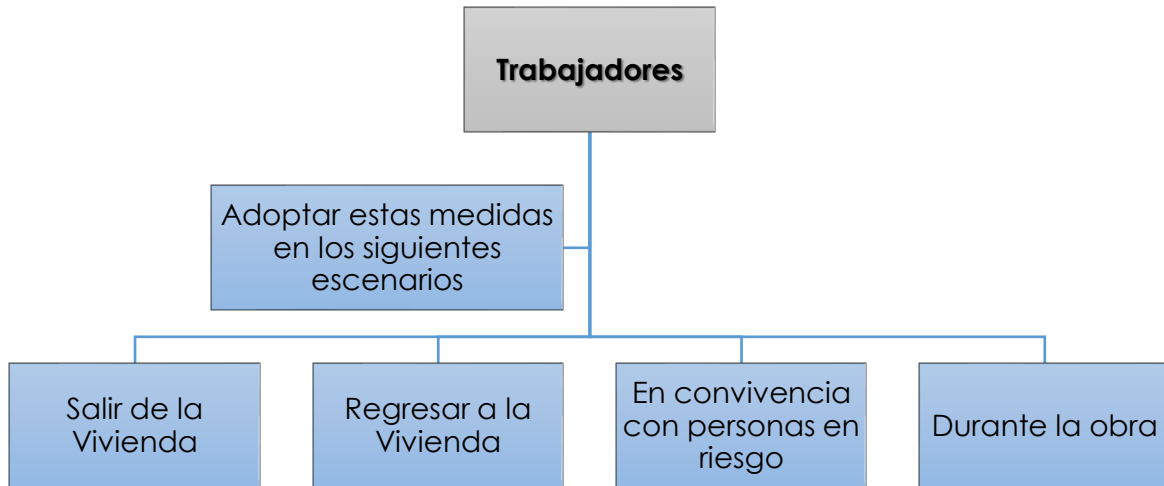 Trabajadores
Adoptar estas medidas
en los siguientes
escenarios
Salir de la
Vivienda
Regresar a la
Vivienda
En convivencia
con personas en
riesgo
Durante la obra